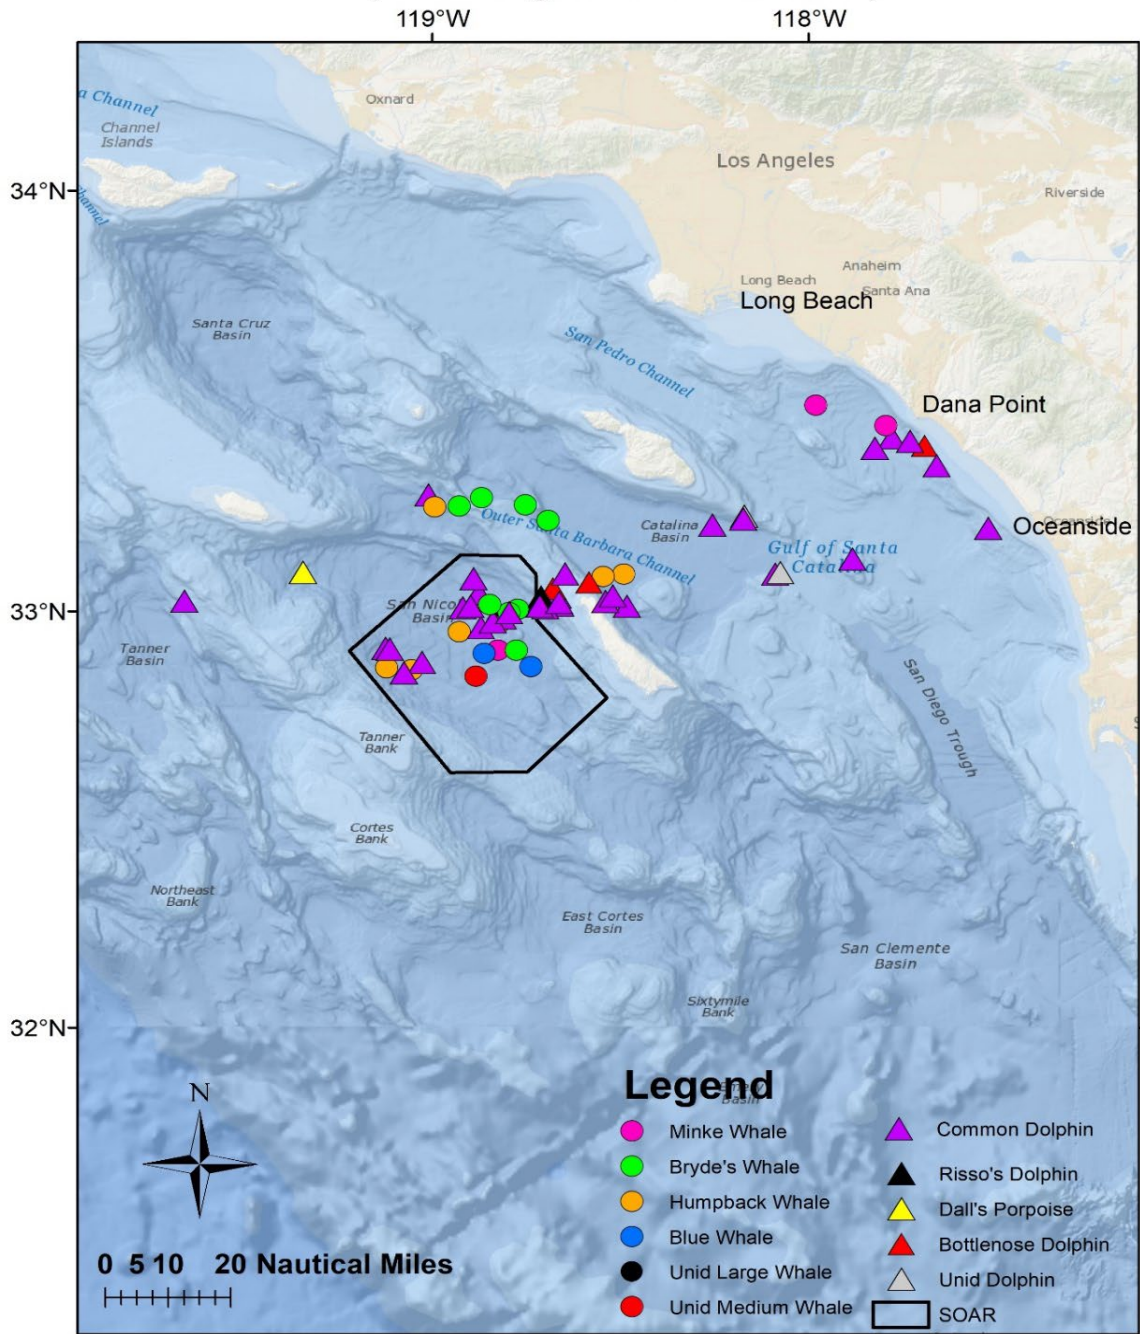 119°W
118°W
a Channel
Channel
Islands
Oxnard
Los Angeles
34°N
Riverside
hannel
Anaheim
Long Beach
Santa Ana
Long Beach
Santa Cruz
Basin
San Pedro Channel
Dana Point
Outer Santa Barbara Channel
Catalina
Basin
Oceanside
Gulf of Santa
Catalina
33°N
San Nico
Basin
Tanner
Basin
San Diego Trough
Tanner
Bank
Cortes
Bank
Northeast
Bank
East Cortes
Basin
San Clemente
Basin
Sixtymile
Bank
32°N
Legend
Basin
N
Minke Whale
Bryde's Whale
Humpback Whale
Blue Whale
Unid Large Whale
Unid Medium Whale
Common Dolphin
Risso's Dolphin
Dall's Porpoise
Bottlenose Dolphin
Unid Dolphin
SOAR
0 5 10 20 Nautical Miles